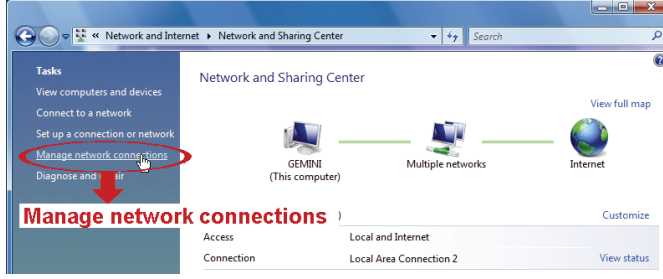 « Network and Internet ▸ Network and Sharing Center
Search
Tasks
View computers and devices
Connect to a network
Set up a connection or network
Manage network connections
Diagnose and
Network and Sharing Center
View full map
GEMINI
(This computer)
Multiple networks
Internet
Manage network connections
)
Customize
Access
Local and Internet
Connection
Local Area Connection 2
View status